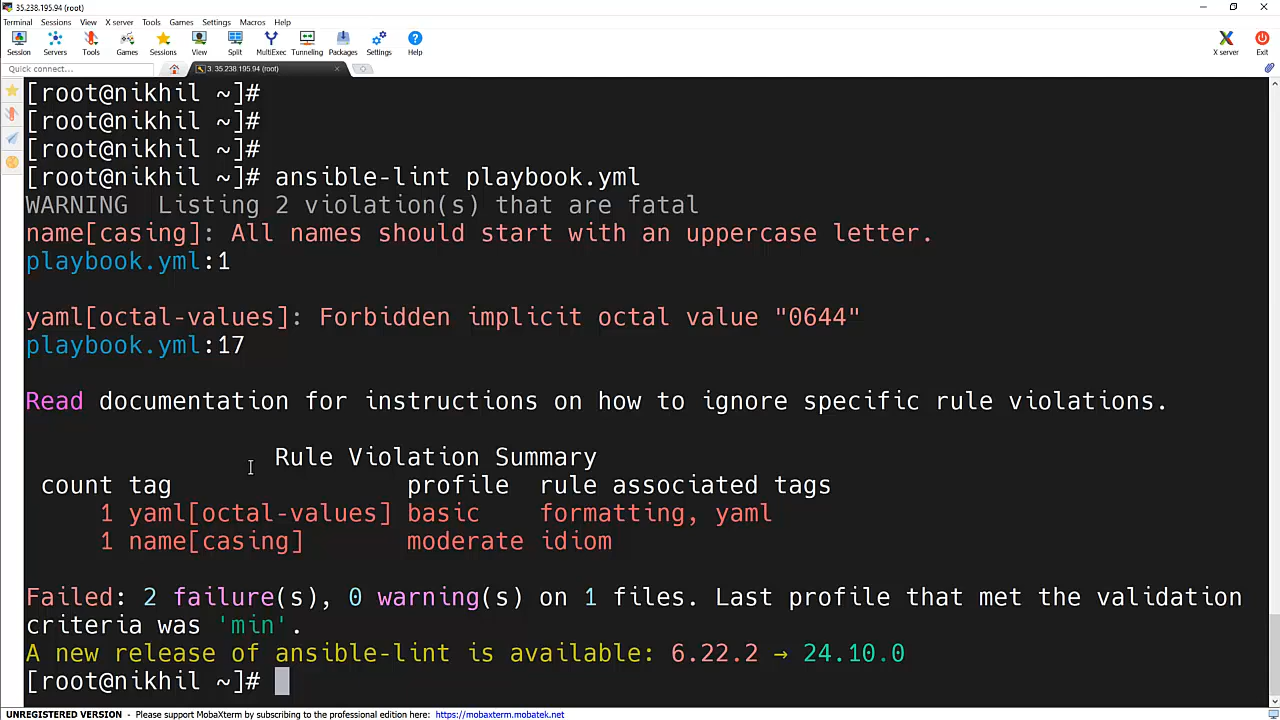 35.238.195.94 (root)
Terminal Sessions View X server Tools Games Settings Macros Help
Session Servers Tools Games Sessions View Split MultiExec Tunneling Packages Settings Help X server Exit
Quick connect... 3. 35.238.195.94 (root)
[root@nikhil ~]#
[root@nikhil ~]#
[root@nikhil ~]#
[root@nikhil ~]# ansible-lint playbook.yml
WARNING  Listing 2 violation(s) that are fatal
name[casing]: All names should start with an uppercase letter.
playbook.yml:1
yaml[octal-values]: Forbidden implicit octal value "0644"
playbook.yml:17
Read documentation for instructions on how to ignore specific rule violations.
Rule Violation Summary
count tag profile rule associated tags
1 yaml[octal-values] basic formatting, yaml
1 name[casing] moderate idiom
Failed: 2 failure(s), 0 warning(s) on 1 files. Last profile that met the validation
criteria was 'min'.
A new release of ansible-lint is available: 6.22.2 → 24.10.0
[root@nikhil ~]#
UNREGISTERED VERSION - Please support MobaXterm by subscribing to the professional edition here: https://mobaxterm.mobatek.net